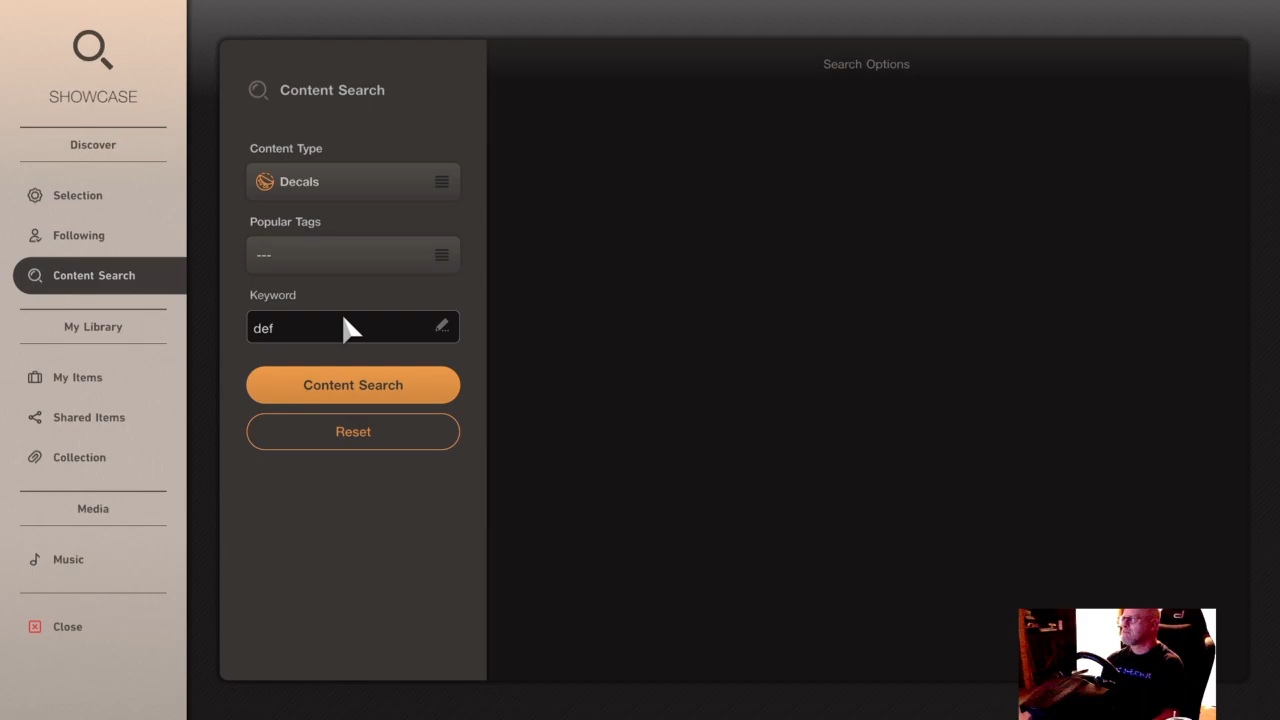 SHOWCASE
Discover
Selection
Following
Content Search
My Library
My Items
Shared Items
Collection
Media
Music
Close
Content Search
Content Type
Decals
Popular Tags
---
Keyword
def
Content Search
Reset
Search Options